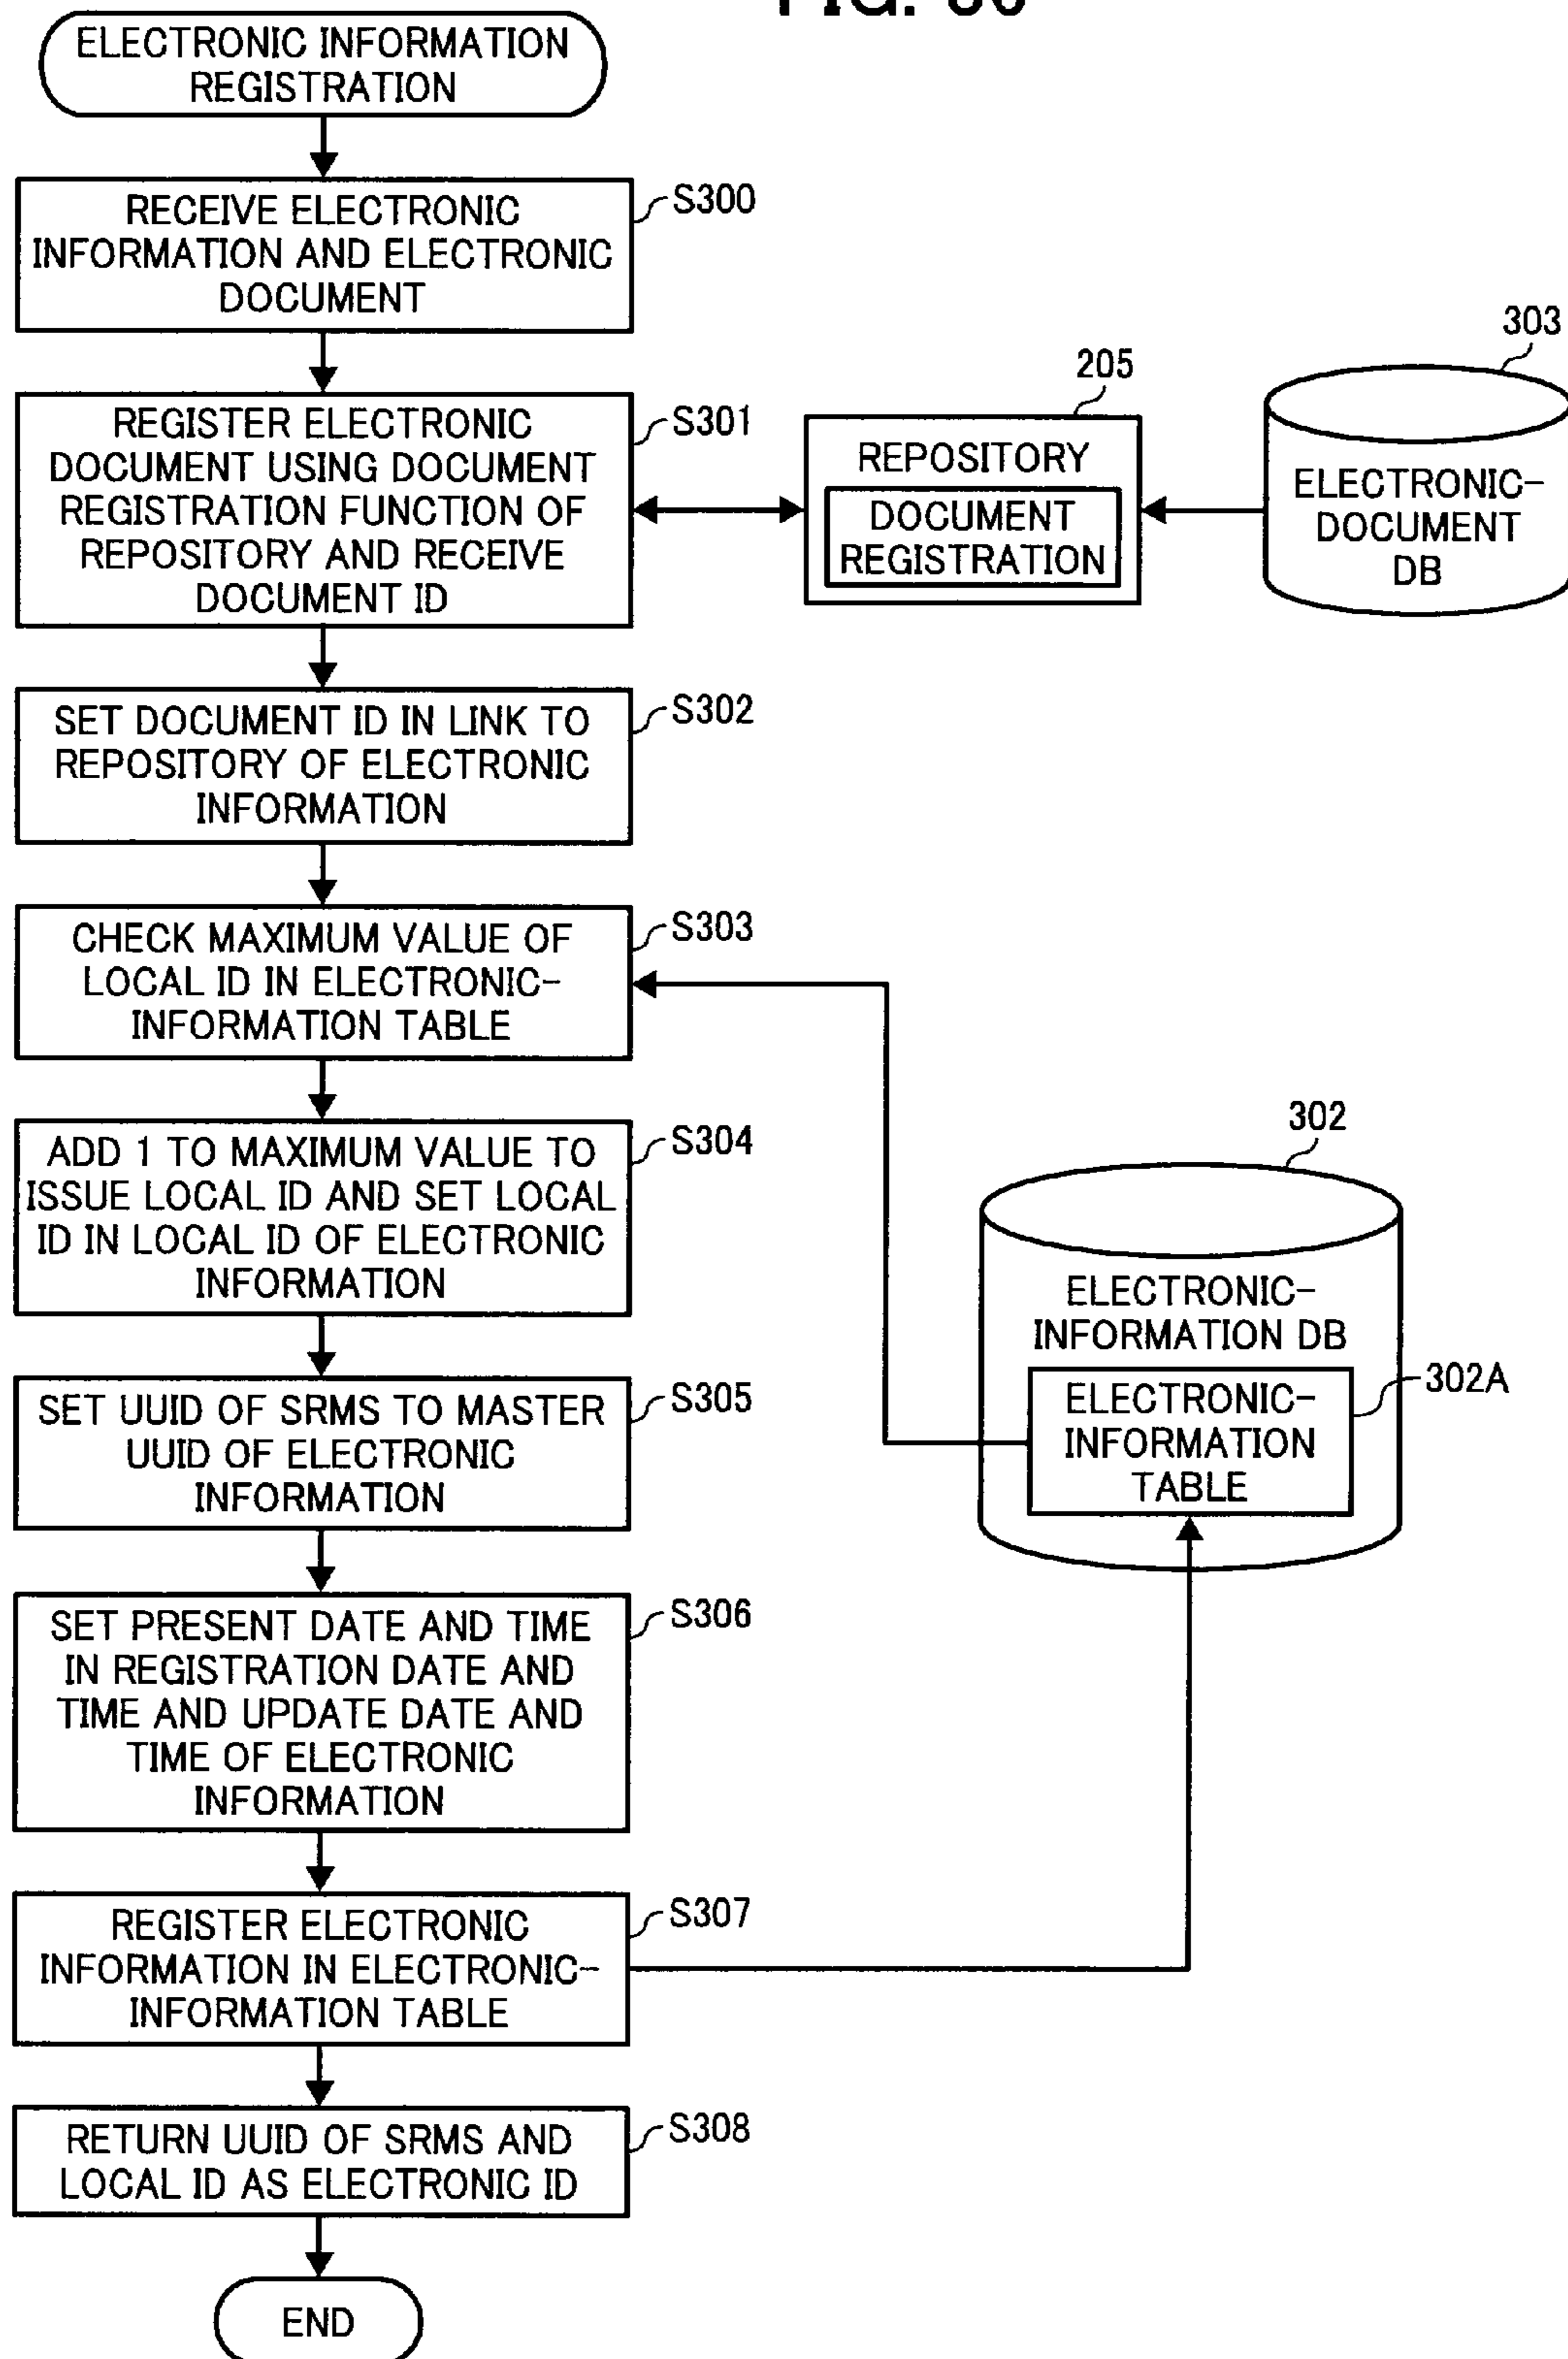 ELECTRONIC INFORMATION
REGISTRATION
RECEIVE ELECTRONIC
INFORMATION AND ELECTRONIC
DOCUMENT
S300
REGISTER ELECTRONIC
DOCUMENT USING DOCUMENT
REGISTRATION FUNCTION OF
REPOSITORY AND RECEIVE
DOCUMENT ID
S301
205
REPOSITORY
DOCUMENT
REGISTRATION
303
ELECTRONIC-
DOCUMENT
DB
SET DOCUMENT ID IN LINK TO
REPOSITORY OF ELECTRONIC
INFORMATION
S302
CHECK MAXIMUM VALUE OF
LOCAL ID IN ELECTRONIC-
INFORMATION TABLE
S303
ADD 1 TO MAXIMUM VALUE TO
ISSUE LOCAL ID AND SET LOCAL
ID IN LOCAL ID OF ELECTRONIC
INFORMATION
S304
302
ELECTRONIC-
INFORMATION DB
ELECTRONIC-
INFORMATION
TABLE
302A
SET UUID OF SRMS TO MASTER
UUID OF ELECTRONIC
INFORMATION
S305
SET PRESENT DATE AND TIME
IN REGISTRATION DATE AND
TIME AND UPDATE DATE AND
TIME OF ELECTRONIC
INFORMATION
S306
REGISTER ELECTRONIC
INFORMATION IN ELECTRONIC-
INFORMATION TABLE
S307
RETURN UUID OF SRMS AND
LOCAL ID AS ELECTRONIC ID
S308
END